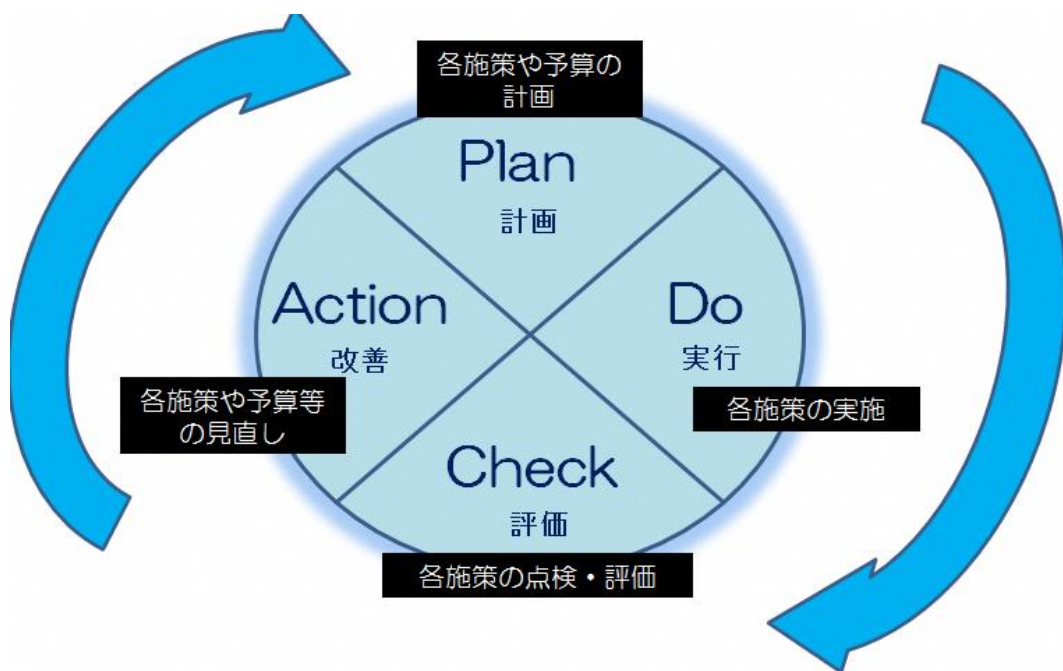 各施策や予算の
計画
Plan
計画
Do
実行
各施策の実施
Check
評価
各施策の点検・評価
Action
改善
各施策や予算等
の見直し